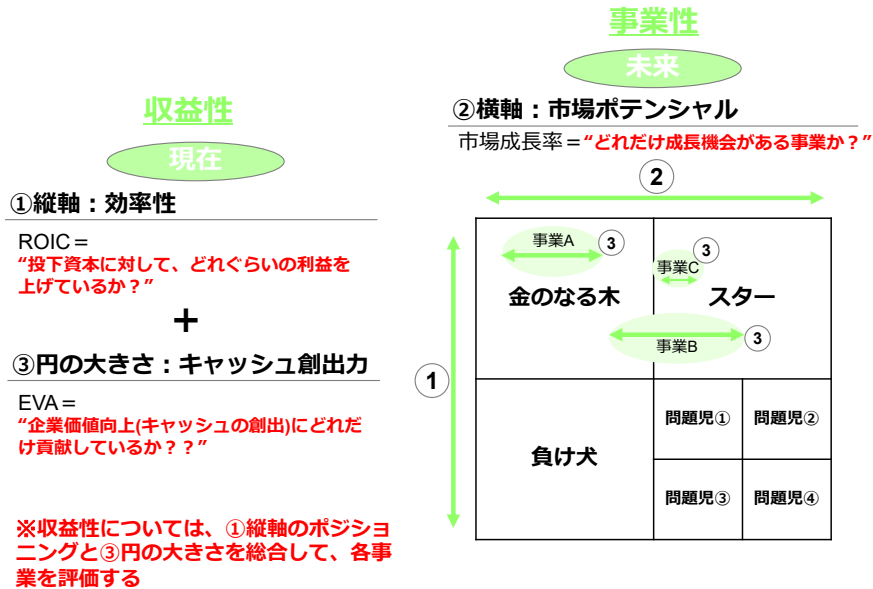 事業性
未来
②横軸：市場ポテンシャル
市場成長率＝“どれだけ成長機会がある事業か？”
収益性
現在
①縦軸：効率性
ROIC＝
“投下資本に対して、どれぐらいの利益を
上げているか？”
＋
③円の大きさ：キャッシュ創出力
EVA＝
“企業価値向上(キャッシュの創出)にどれだ
け貢献しているか？？”
※収益性については、①縦軸のポジショ
ニングと③円の大きさを総合して、各事
業を評価する
2
1
事業A
3
金のなる木
3
事業C
スター
事業B
3
負け犬
問題児①
問題児②
問題児③
問題児④